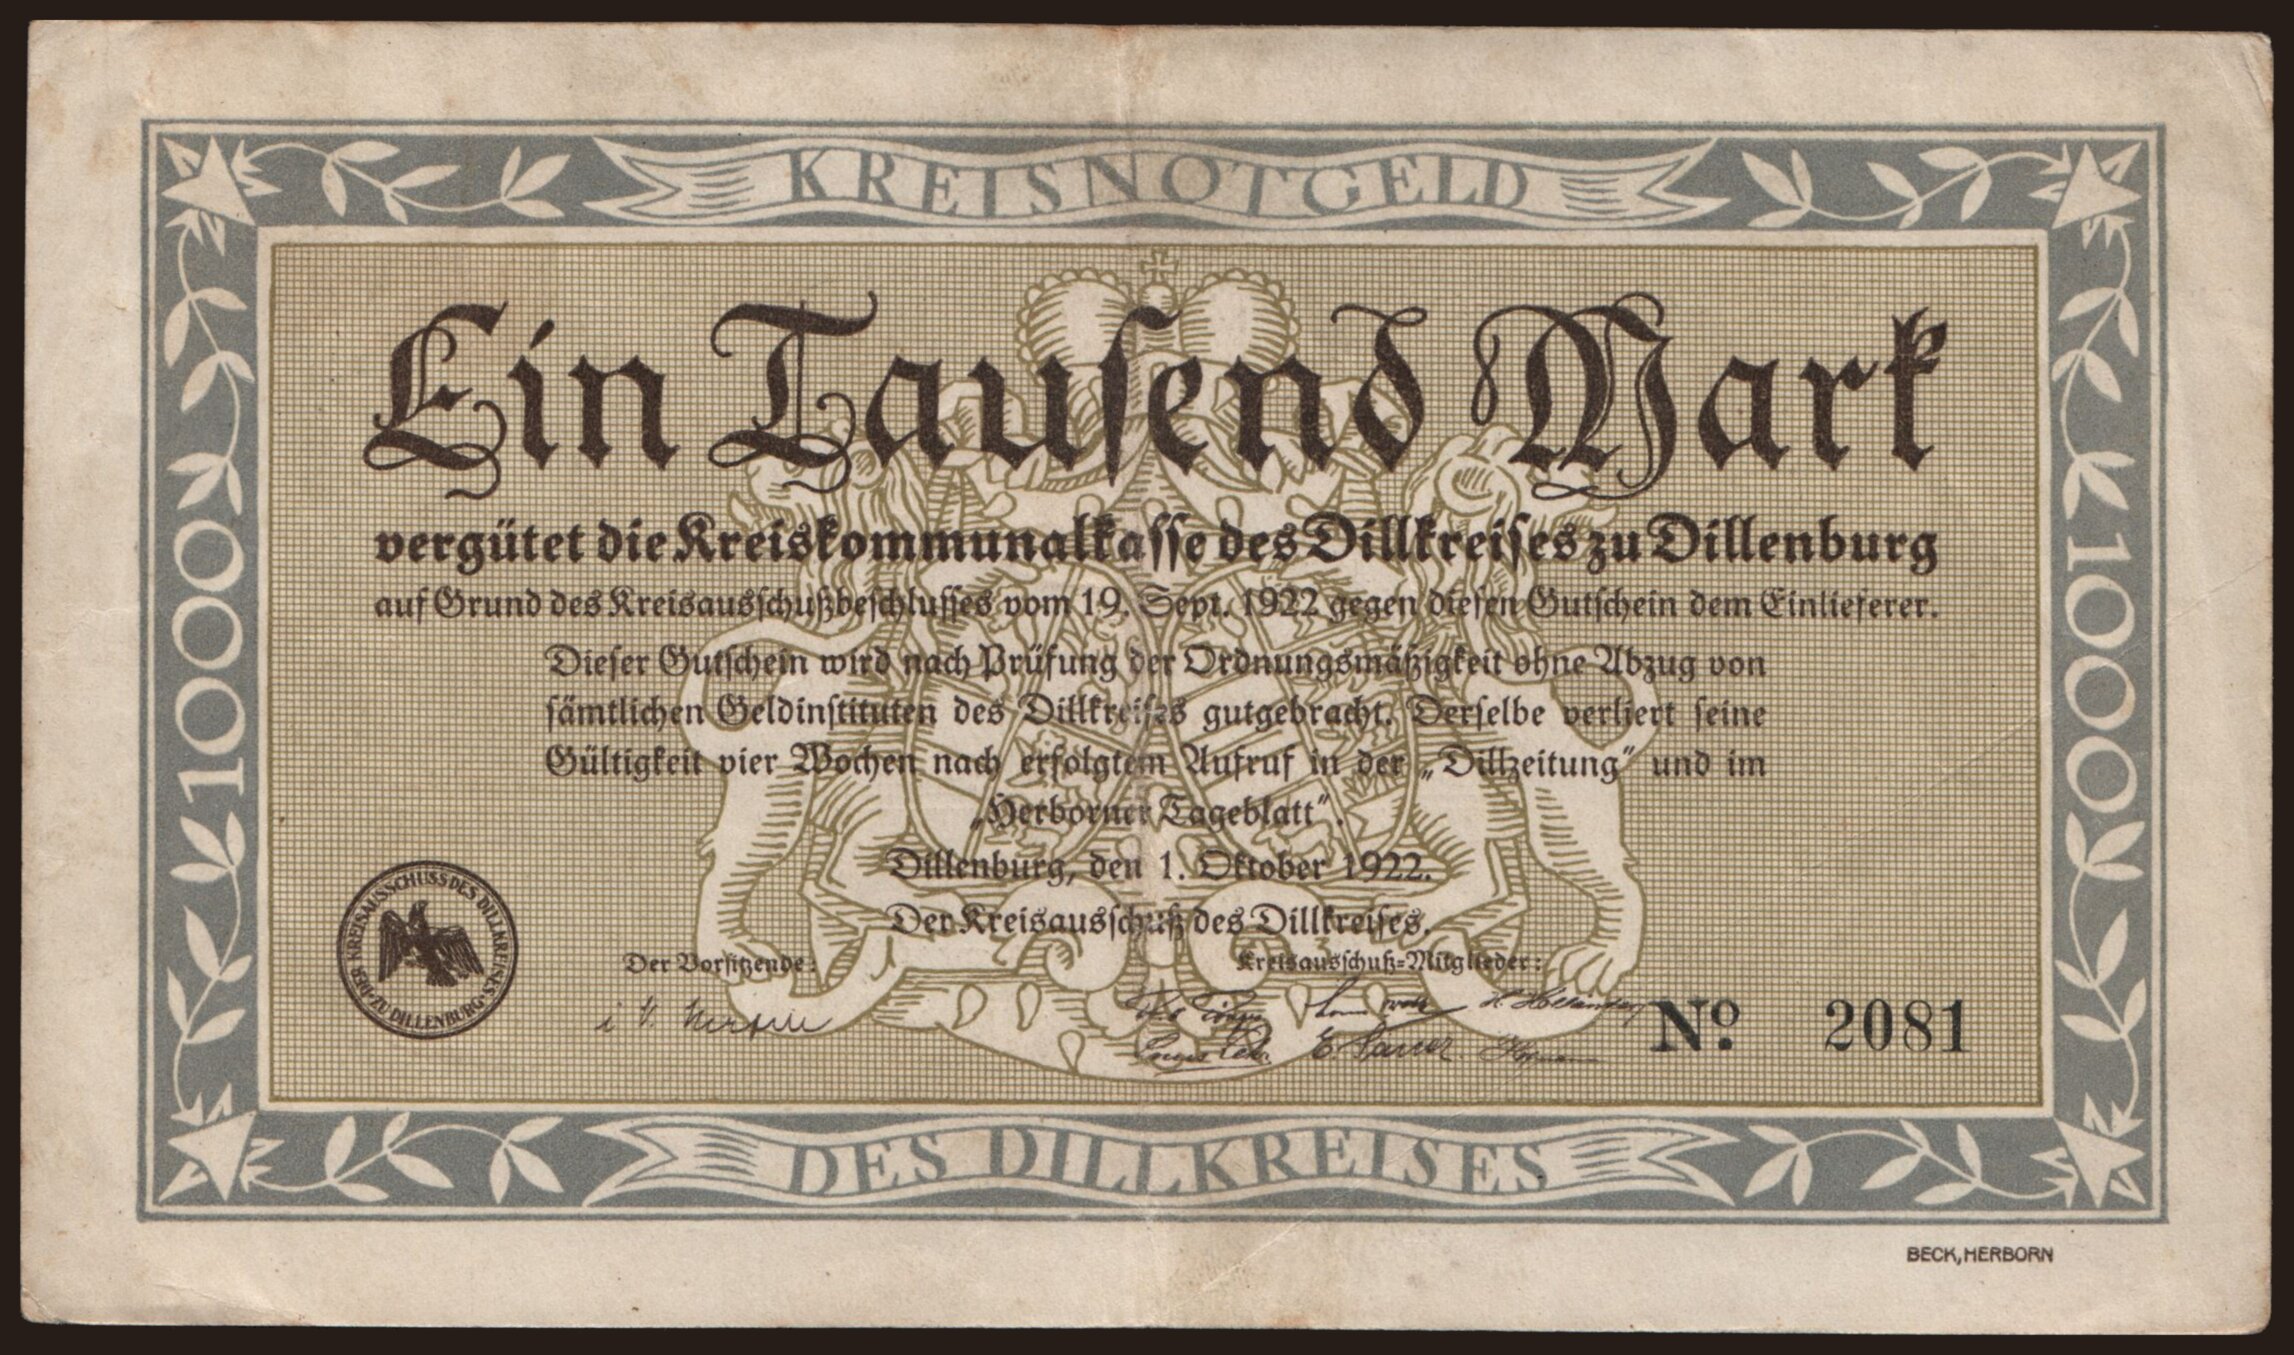 KREISNOTGELD
Ein Tausend Mark
vergütet die Kreiskommunalkasse des Dillkreises zu Dillenburg
auf Grund des Kreisausschußbeschlusses vom 19. Sept. 1922 gegen diesen Gutschein dem Einlieferer.
Dieser Gutschein wird nach Prüfung der Ordnungsmäßigkeit ohne Abzug von
sämtlichen Geldinstituten des Dillkreises gutgebracht. Derselbe verliert seine
Gültigkeit vier Wochen nach erfolgtem Aufruf in der „Dillzeitung“ und im
„Herborner Tageblatt“.
Dillenburg, den 1. Oktober 1922.
Der Kreisausschuß des Dillkreises.
Der Vorsitzende:
Kreisausschuß-Mitglieder:
E. Sauer
DER KREISAUSSCHUSS DES DILLKREISES · ZU DILLENBURG ·
No. 2081
1000
1000
DES DILLKREISES
BECK, HERBORN